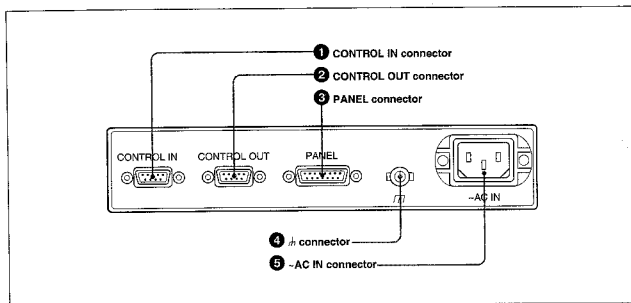 1 CONTROL IN connector
2 CONTROL OUT connector
3 PANEL connector
CONTROL IN CONTROL OUT PANEL
~AC IN
4 connector
5 ~AC IN connector